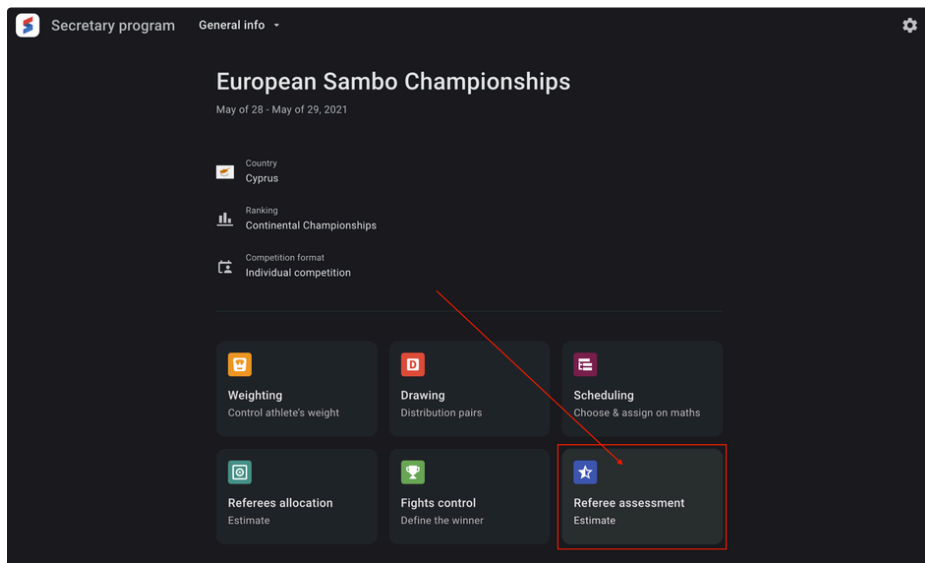 Secretary program
General info
European Sambo Championships
May of 28 - May of 29, 2021
Country
Cyprus
Ranking
Continental Championships
Competition format
Individual competition
Weighting
Control athlete's weight
Drawing
Distribution pairs
Scheduling
Choose & assign on maths
Referees allocation
Estimate
Fights control
Define the winner
Referee assessment
Estimate